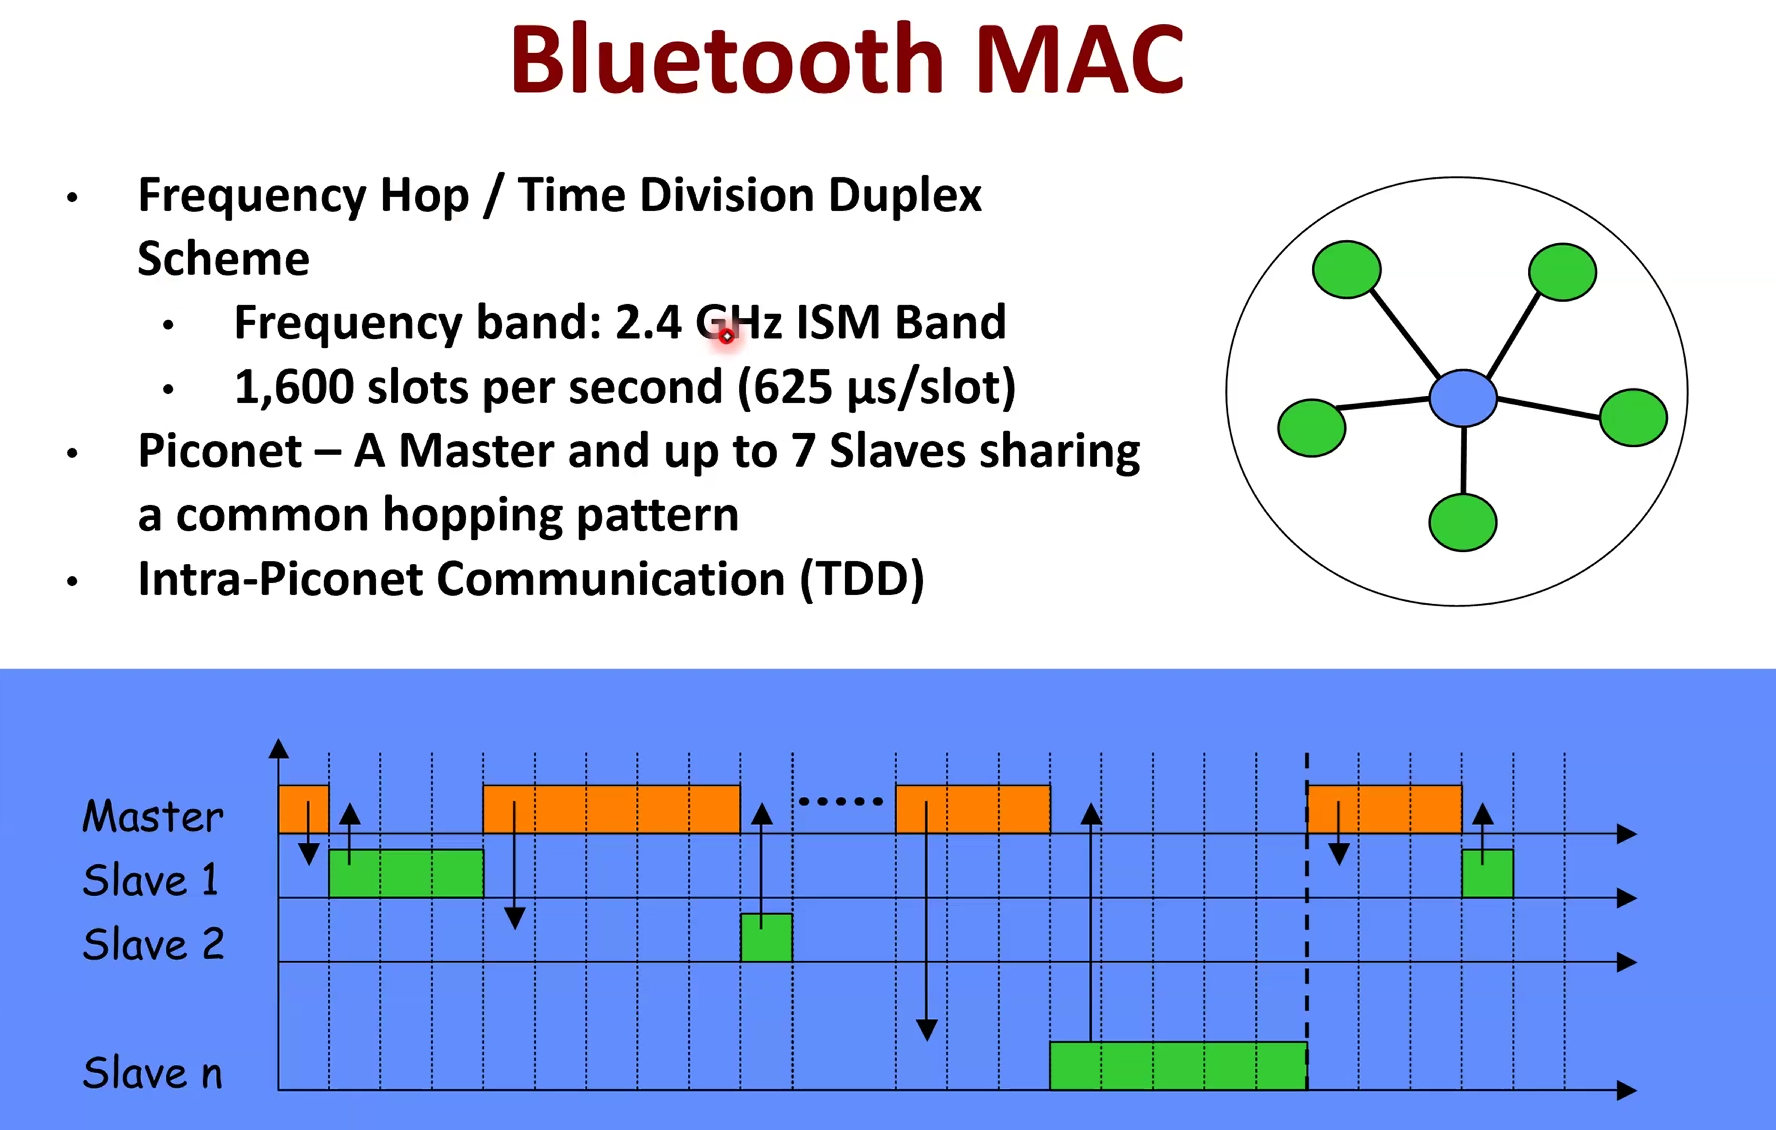 Bluetooth MAC
• Frequency Hop / Time Division Duplex
Scheme
• Frequency band: 2.4 GHz ISM Band
• 1,600 slots per second (625 µs/slot)
• Piconet – A Master and up to 7 Slaves sharing
a common hopping pattern
• Intra-Piconet Communication (TDD)
Master
Slave 1
Slave 2
Slave n